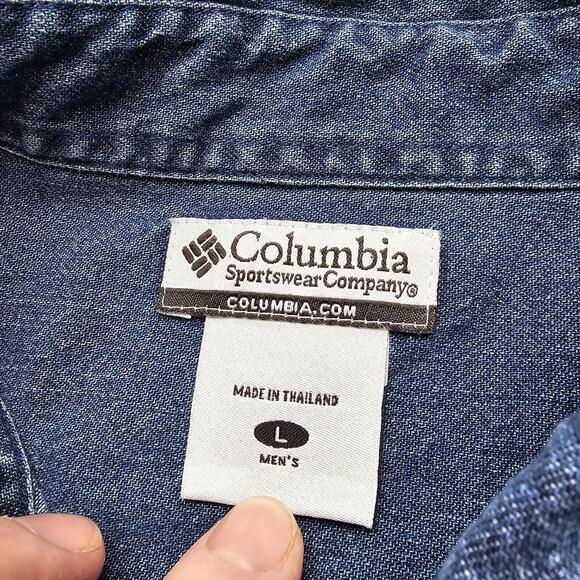 Columbia
Sportswear Company®
COLUMBIA.COM
MADE IN THAILAND
L
MEN'S